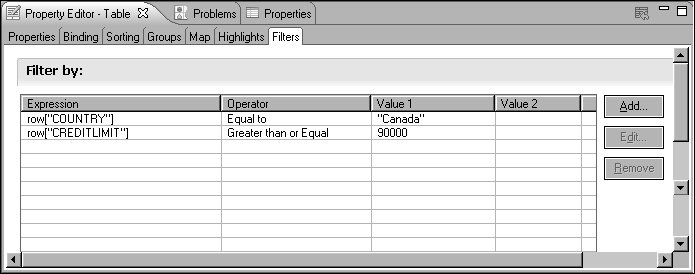 Property Editor - Table Problems Properties
Properties Binding Sorting Groups Map Highlights Filters
Filter by:
Expression Operator Value 1 Value 2
row["COUNTRY"] Equal to "Canada"
row["CREDITLIMIT"] Greater than or Equal 90000
Add...
Edit...
Remove